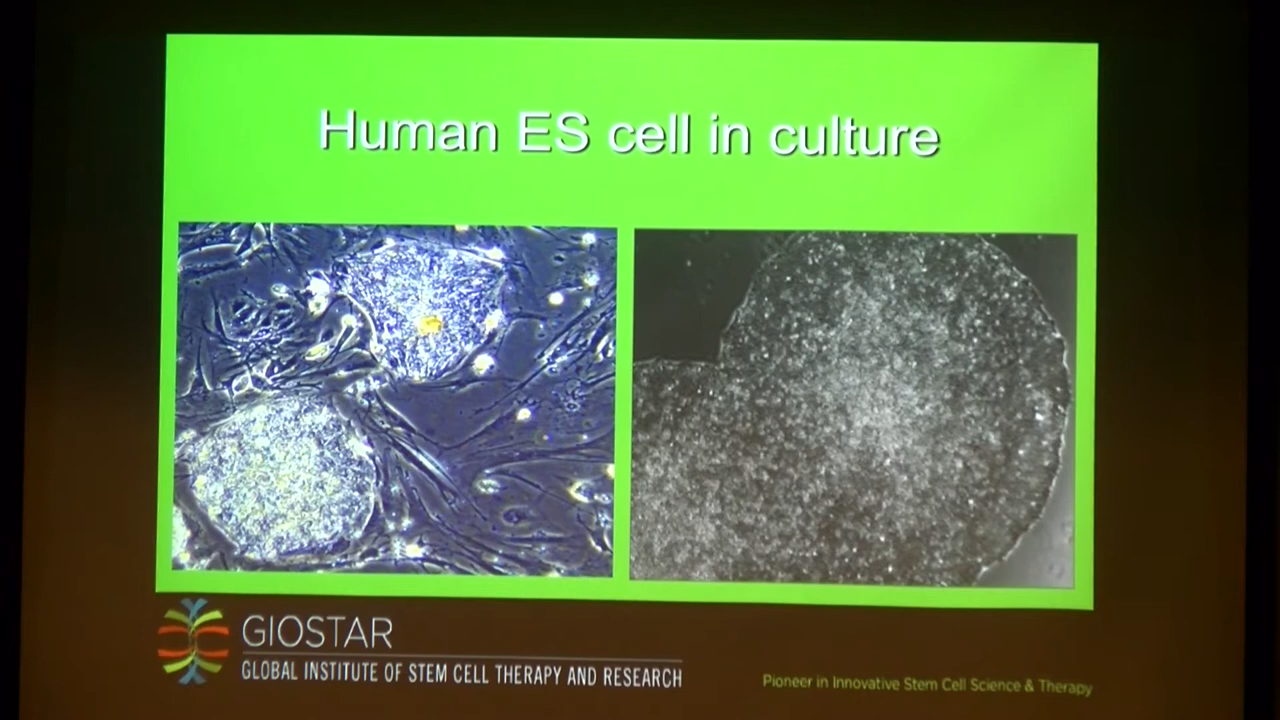 Human ES cell in culture
GIOSTAR
GLOBAL INSTITUTE OF STEM CELL THERAPY AND RESEARCH
Pioneer in Innovative Stem Cell Science & Therapy